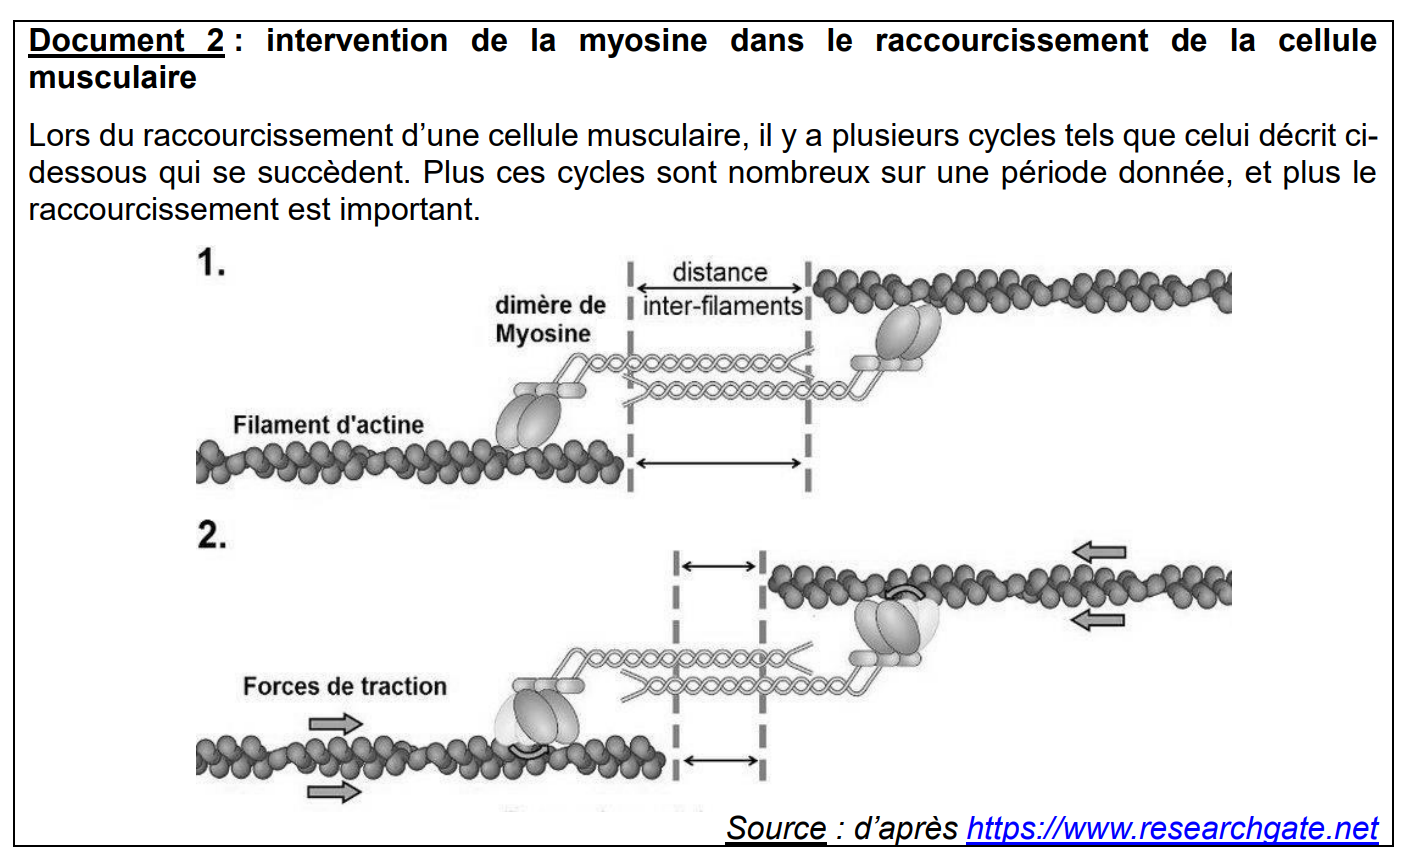 Document 2 : intervention de la myosine dans le raccourcissement de la cellule
musculaire
Lors du raccourcissement d’une cellule musculaire, il y a plusieurs cycles tels que celui décrit ci-
dessous qui se succèdent. Plus ces cycles sont nombreux sur une période donnée, et plus le
raccourcissement est important.
1.
distance
inter-filaments
dimère de
Myosine
Filament d'actine
2.
Forces de traction
Source : d’après https://www.researchgate.net